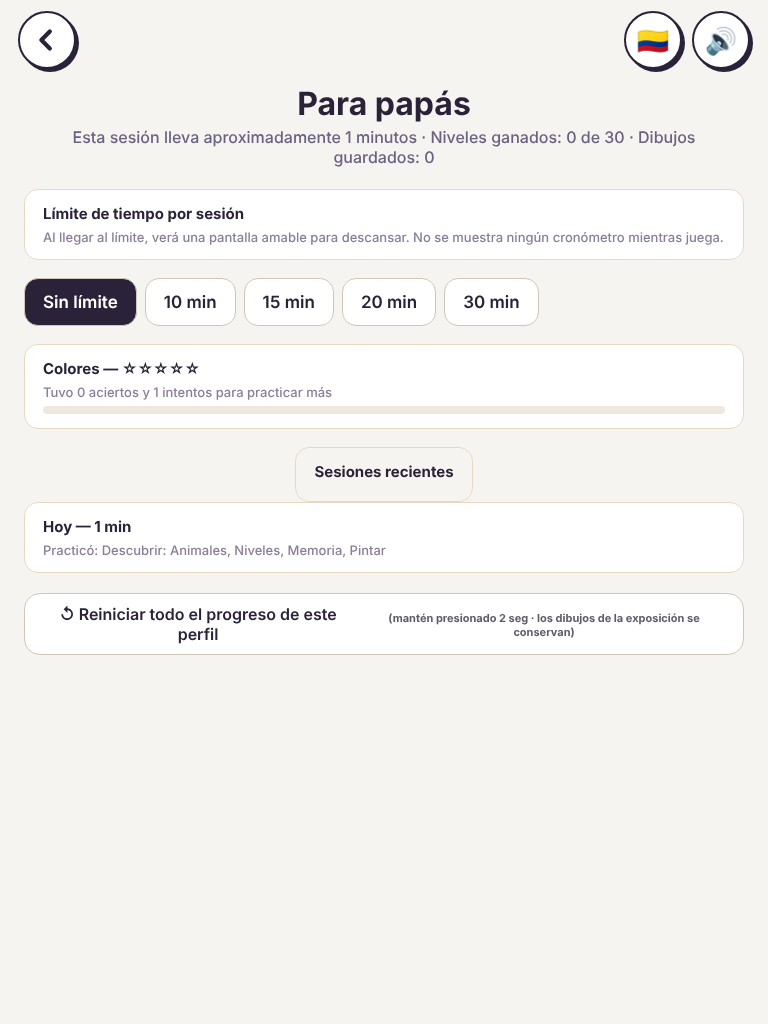 Para papás
Esta sesión lleva aproximadamente 1 minutos · Niveles ganados: 0 de 30 · Dibujos
guardados: 0
Límite de tiempo por sesión
Al llegar al límite, verá una pantalla amable para descansar. No se muestra ningún cronómetro mientras juega.
Sin límite
10 min
15 min
20 min
30 min
Colores — ☆☆☆☆☆
Tuvo 0 aciertos y 1 intentos para practicar más
Sesiones recientes
Hoy — 1 min
Practicó: Descubrir: Animales, Niveles, Memoria, Pintar
↺ Reiniciar todo el progreso de este
perfil
(mantén presionado 2 seg · los dibujos de la exposición se
conservan)